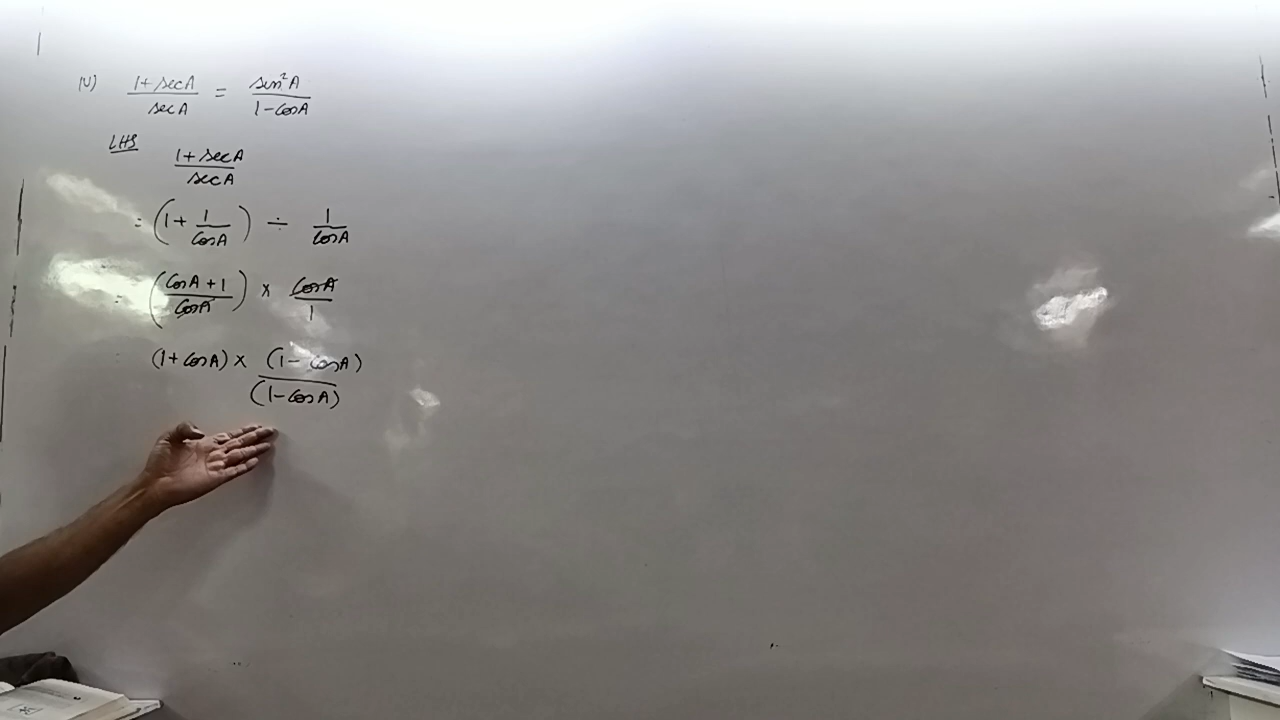 (V) (1+secA)/(secA) = (sin²A)/(1-cosA)
LHS (1+secA)/(secA)
= (1+1/CosA) ÷ 1/CosA
= ((CosA+1)/CosA) x CosA/1
(1+cosA) x (1-cosA)/(1-cosA)